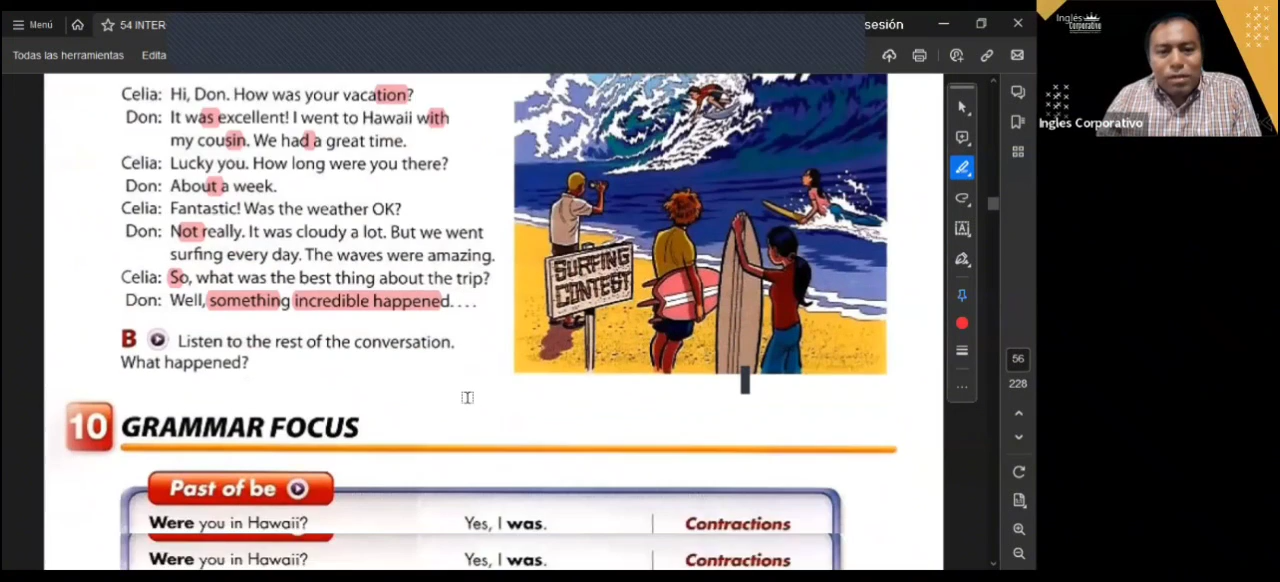 Menú
54 INTER
sesión
Todas las herramientas
Edita
Celia: Hi, Don. How was your vacation?
Don: It was excellent! I went to Hawaii with
my cousin. We had a great time.
Celia: Lucky you. How long were you there?
Don: About a week.
Celia: Fantastic! Was the weather OK?
Don: Not really. It was cloudy a lot. But we went
surfing every day. The waves were amazing.
Celia: So, what was the best thing about the trip?
Don: Well, something incredible happened. . . .
SURFING
CONTEST
B Listen to the rest of the conversation.
What happened?
10 GRAMMAR FOCUS
Past of be
Were you in Hawaii? Yes, I was. Contractions
Were you in Hawaii? Yes, I was. Contractions
56
228
Inglés
Corporativo
Ingles Corporativo